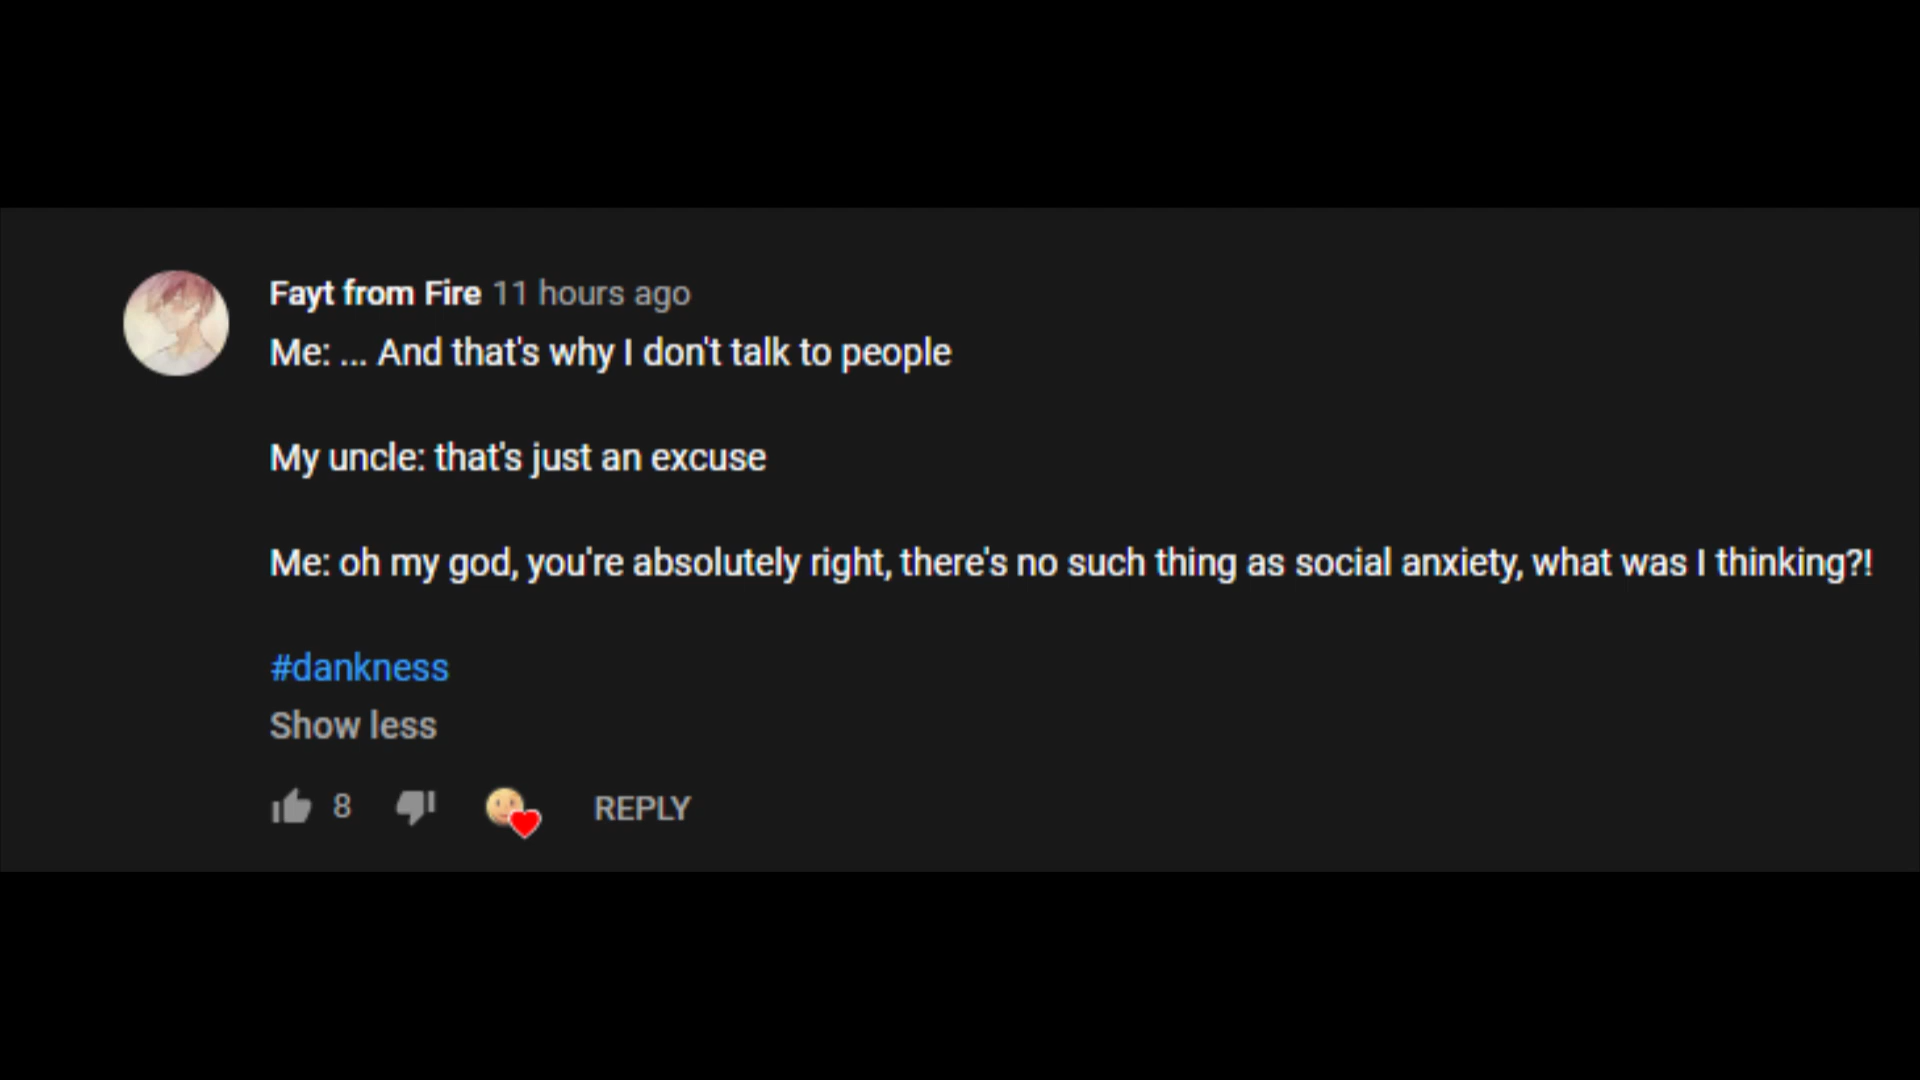 Fayt from Fire 11 hours ago
Me: ... And that's why I don't talk to people
My uncle: that's just an excuse
Me: oh my god, you're absolutely right, there's no such thing as social anxiety, what was I thinking?!
#dankness
Show less
8 REPLY